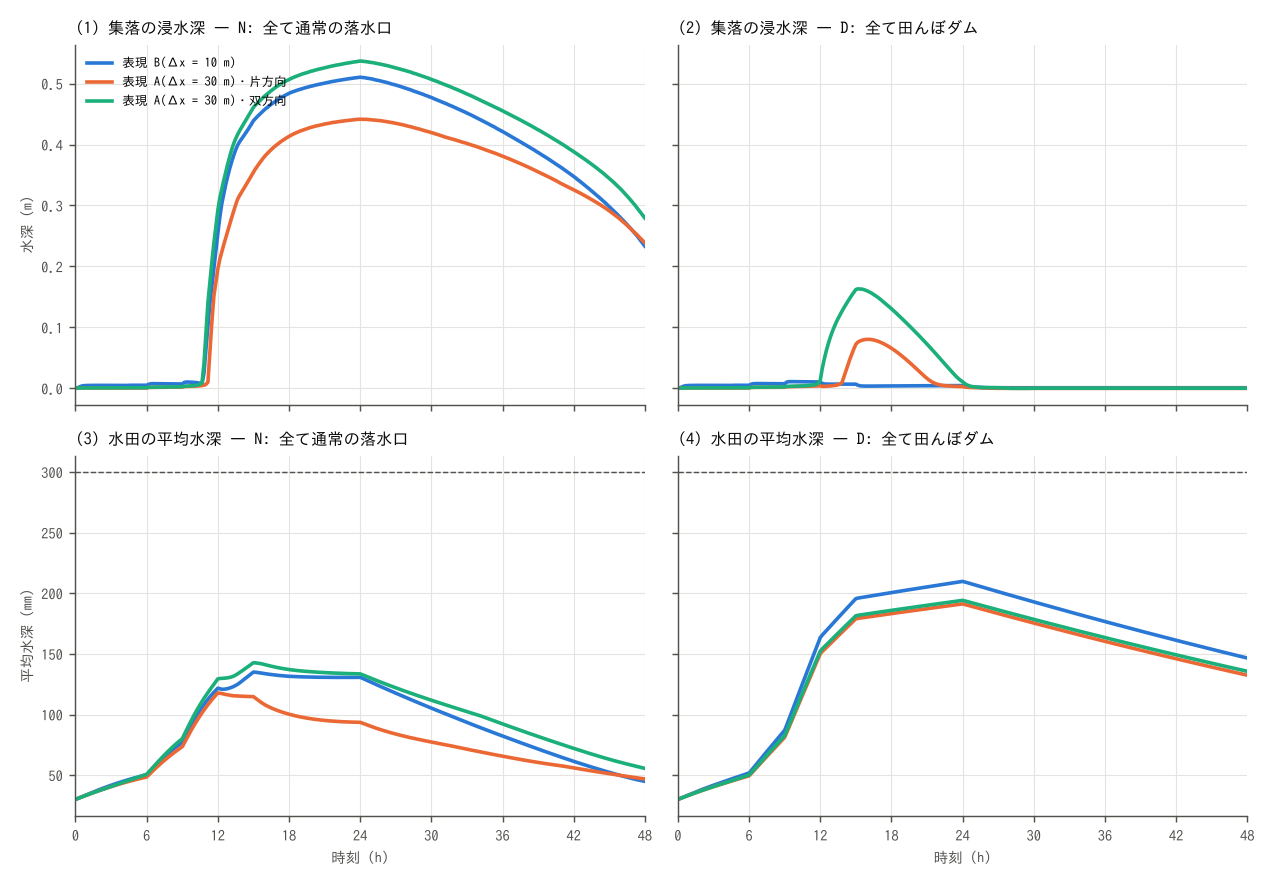 (1) 集落の浸水深 — N: 全て通常の落水口
(2) 集落の浸水深 — D: 全て田んぼダム
表現 B(Δx = 10 m)
表現 A(Δx = 30 m)・片方向
表現 A(Δx = 30 m)・双方向
水深 (m)
0.5
0.4
0.3
0.2
0.1
0.0
(3) 水田の平均水深 — N: 全て通常の落水口
(4) 水田の平均水深 — D: 全て田んぼダム
平均水深 (mm)
300
250
200
150
100
50
0 6 12 18 24 30 36 42 48
0 6 12 18 24 30 36 42 48
時刻 (h)
時刻 (h)